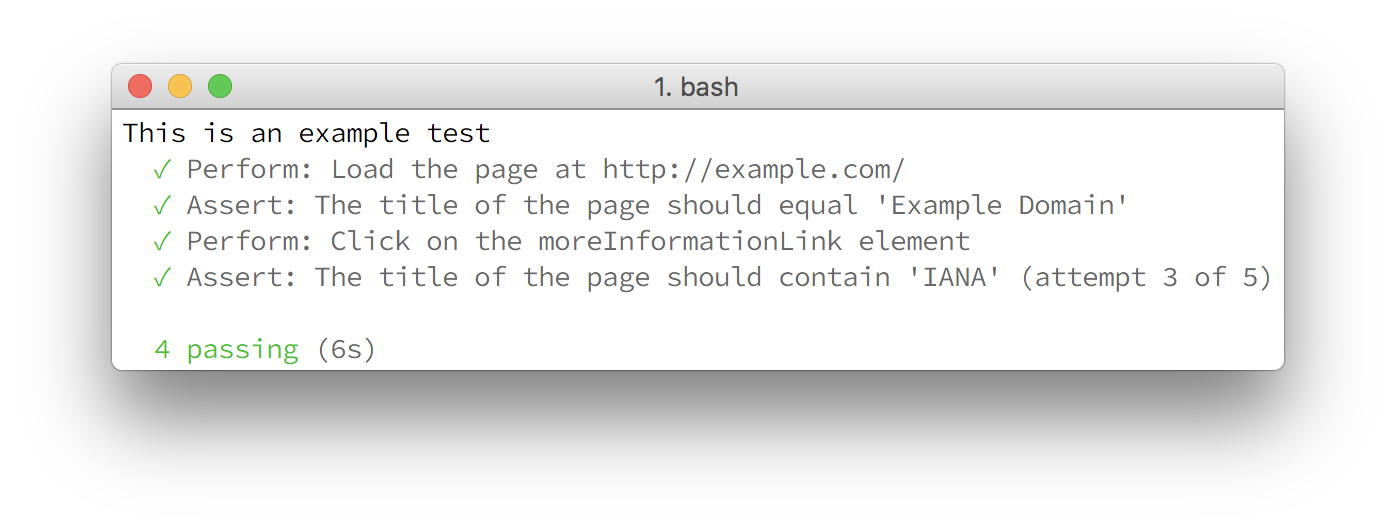 1. bash
This is an example test
✓ Perform: Load the page at http://example.com/
✓ Assert: The title of the page should equal 'Example Domain'
✓ Perform: Click on the moreInformationLink element
✓ Assert: The title of the page should contain 'IANA' (attempt 3 of 5)
4 passing (6s)